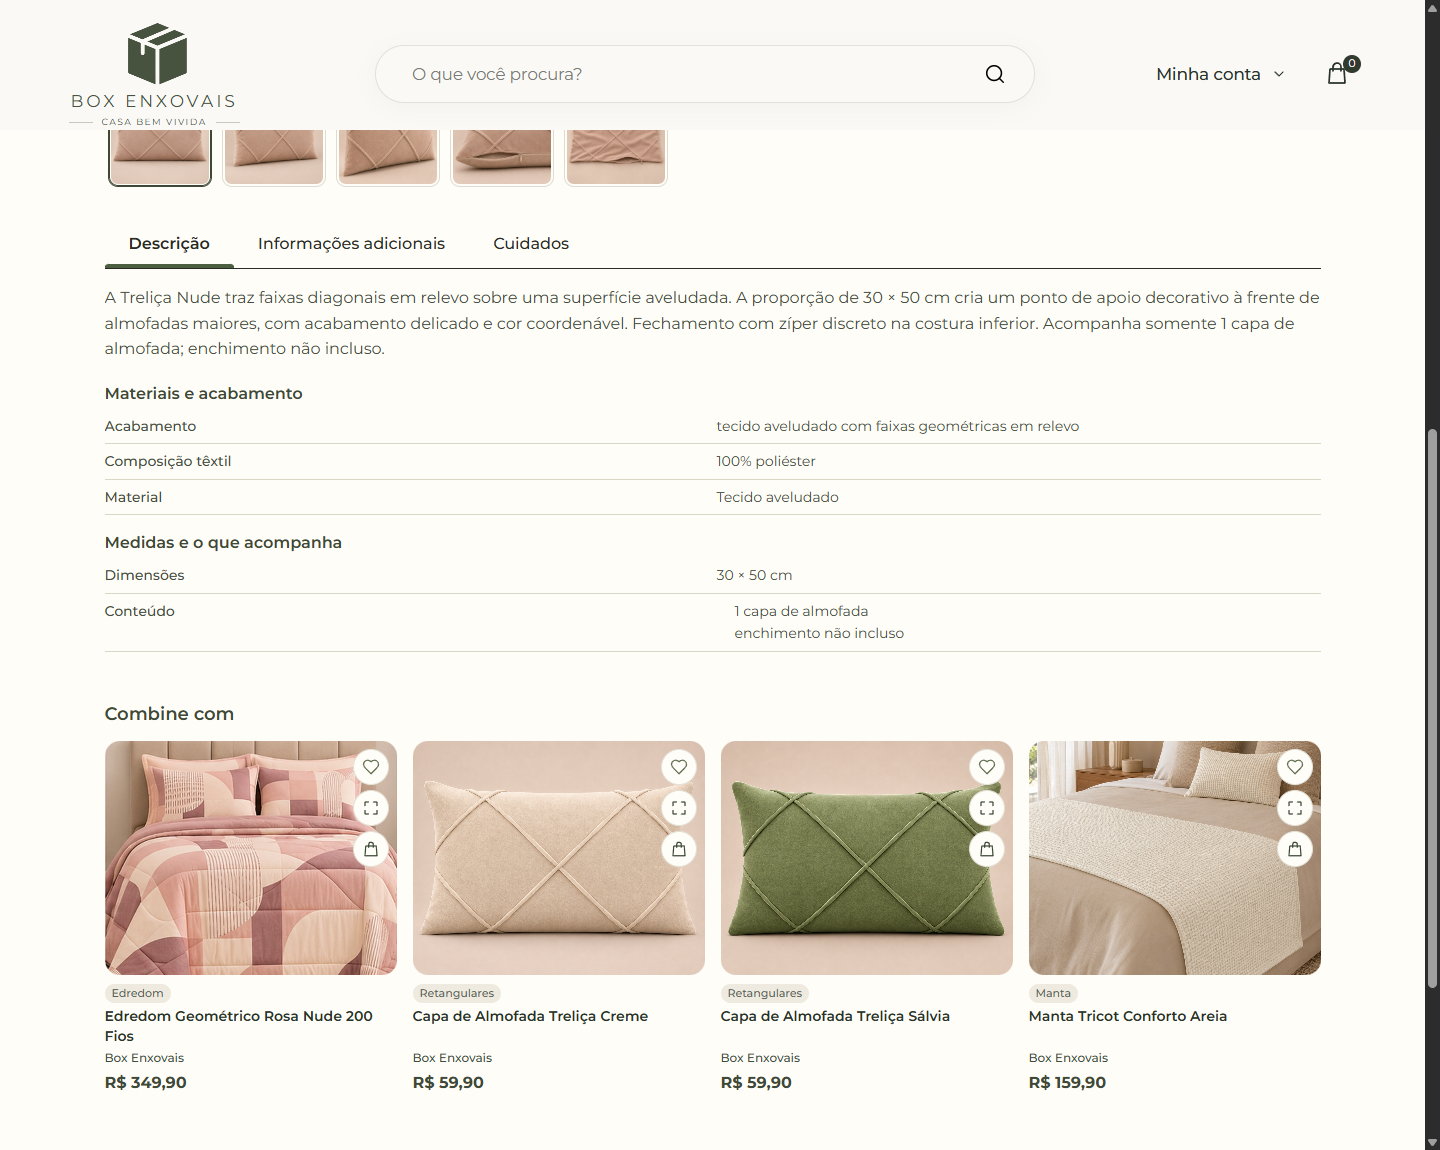 BOX ENXOVAIS
CASA BEM VIVIDA
O que você procura?
Minha conta
0
Descrição
Informações adicionais
Cuidados
A Treliça Nude traz faixas diagonais em relevo sobre uma superfície aveludada. A proporção de 30 × 50 cm cria um ponto de apoio decorativo à frente de
almofadas maiores, com acabamento delicado e cor coordenável. Fechamento com zíper discreto na costura inferior. Acompanha somente 1 capa de
almofada; enchimento não incluso.
Materiais e acabamento
Acabamento
tecido aveludado com faixas geométricas em relevo
Composição têxtil
100% poliéster
Material
Tecido aveludado
Medidas e o que acompanha
Dimensões
30 × 50 cm
Conteúdo
1 capa de almofada
enchimento não incluso
Combine com
Edredom
Edredom Geométrico Rosa Nude 200
Fios
Box Enxovais
R$ 349,90
Retangulares
Capa de Almofada Treliça Creme
Box Enxovais
R$ 59,90
Retangulares
Capa de Almofada Treliça Sálvia
Box Enxovais
R$ 59,90
Manta
Manta Tricot Conforto Areia
Box Enxovais
R$ 159,90